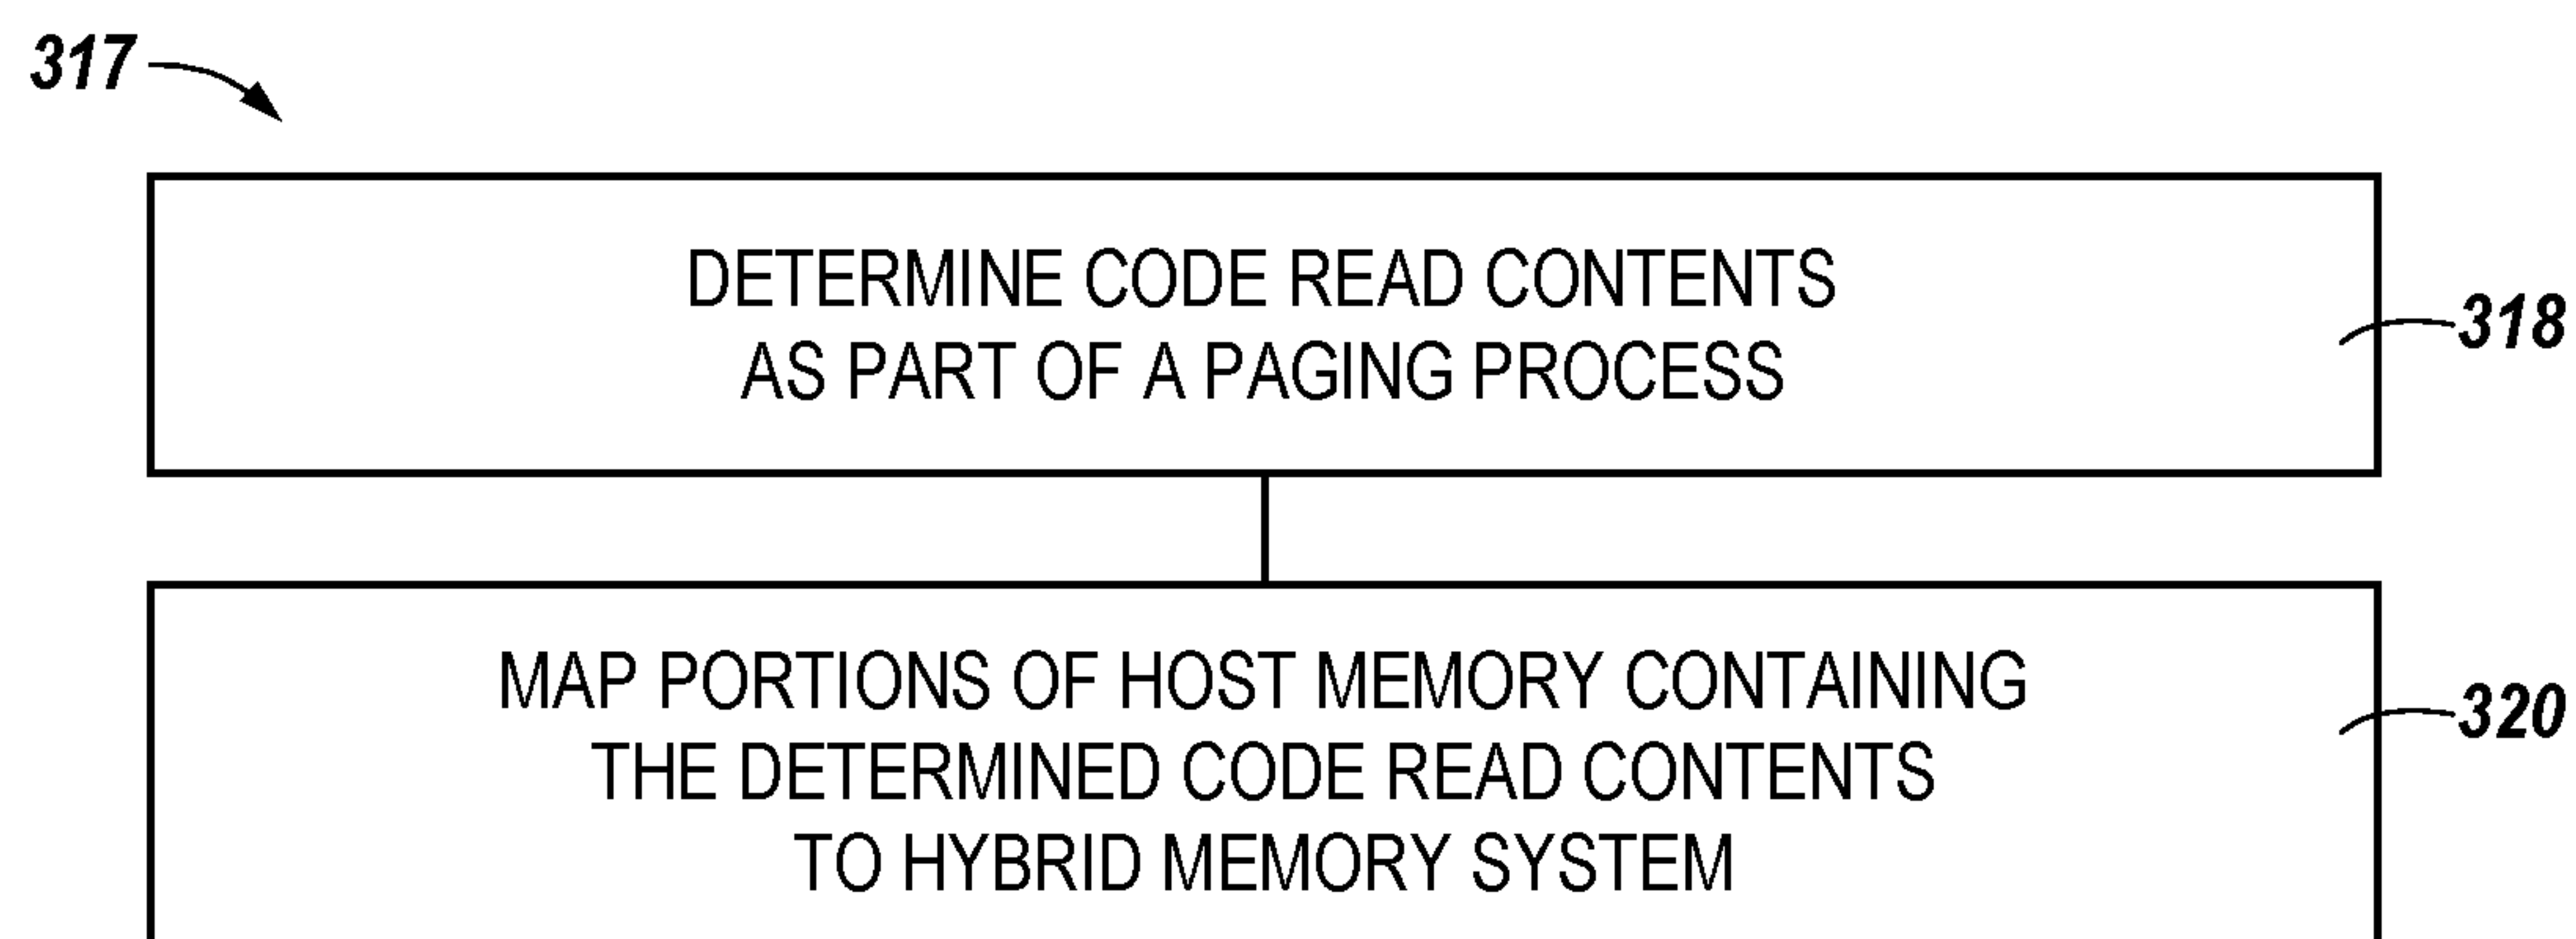 317
DETERMINE CODE READ CONTENTS
AS PART OF A PAGING PROCESS
318
MAP PORTIONS OF HOST MEMORY CONTAINING
THE DETERMINED CODE READ CONTENTS
TO HYBRID MEMORY SYSTEM
320